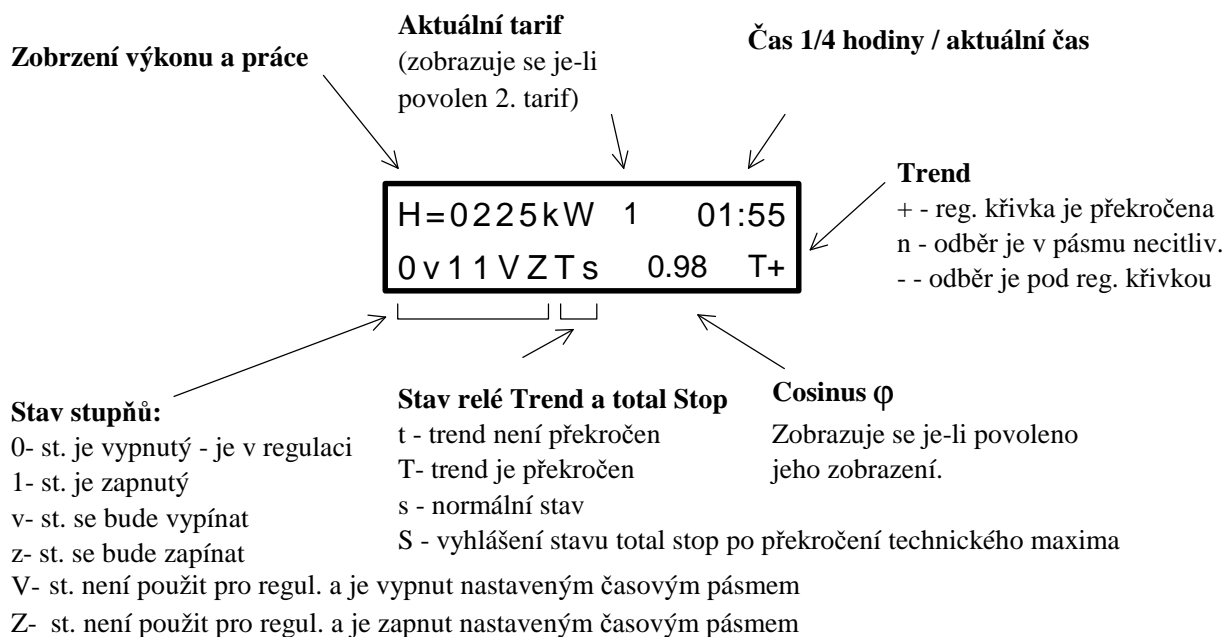 Zobrzení výkonu a práce
Aktuální tarif
(zobrazuje se je-li
povolen 2. tarif)
Čas 1/4 hodiny / aktuální čas
H=0225kW 1 01:55
0v11VZTs 0.98 T+
Trend
+ - reg. křivka je překročena
n - odběr je v pásmu necitliv.
- - odběr je pod reg. křivkou
Stav stupňů:
0- st. je vypnutý - je v regulaci
1- st. je zapnutý
v- st. se bude vypínat
z- st. se bude zapínat
V- st. není použit pro regul. a je vypnut nastaveným časovým pásmem
Z- st. není použit pro regul. a je zapnut nastaveným časovým pásmem
Stav relé Trend a total Stop
t - trend není překročen
T- trend je překročen
s - normální stav
S - vyhlášení stavu total stop po překročení technického maxima
Cosinus φ
Zobrazuje se je-li povoleno
jeho zobrazení.